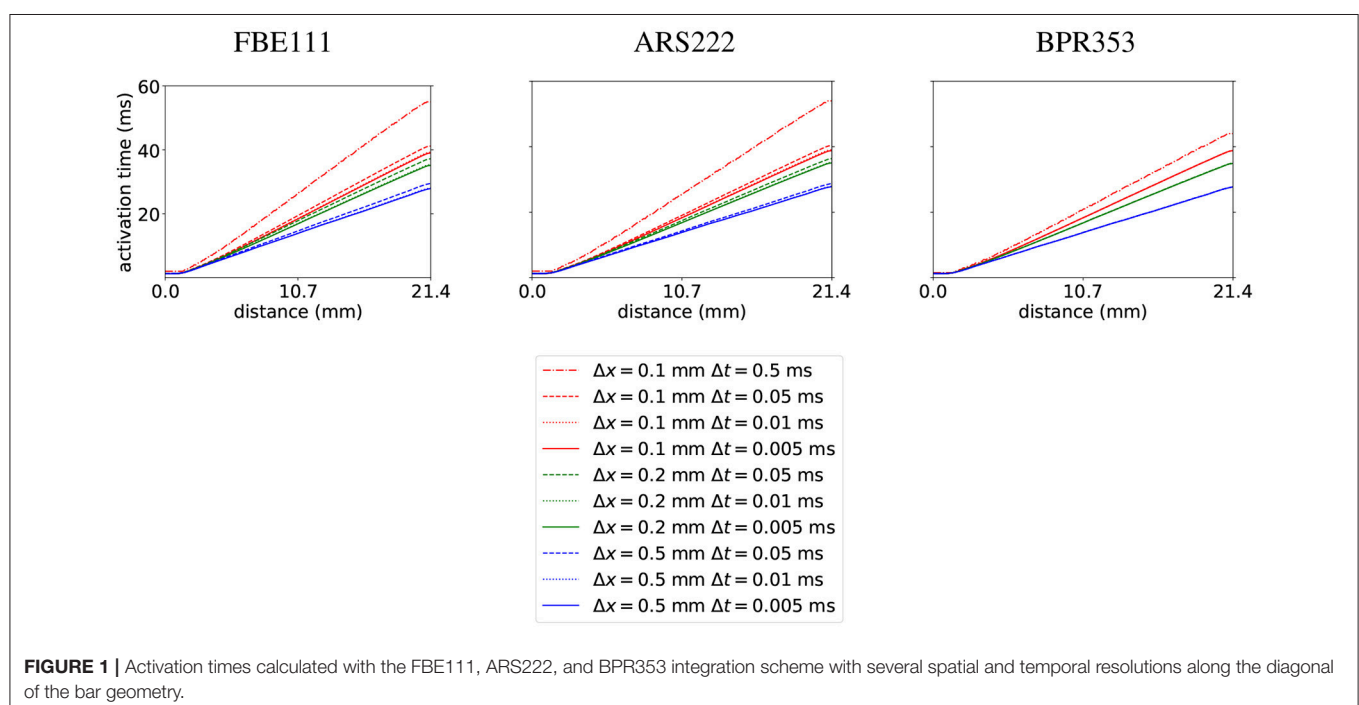 FBE111
ARS222
BPR353
60
40
20
activation time (ms)
0.0 10.7 21.4
distance (mm)
0.0 10.7 21.4
distance (mm)
0.0 10.7 21.4
distance (mm)
Δx = 0.1 mm Δt = 0.5 ms
Δx = 0.1 mm Δt = 0.05 ms
Δx = 0.1 mm Δt = 0.01 ms
Δx = 0.1 mm Δt = 0.005 ms
Δx = 0.2 mm Δt = 0.05 ms
Δx = 0.2 mm Δt = 0.01 ms
Δx = 0.2 mm Δt = 0.005 ms
Δx = 0.5 mm Δt = 0.05 ms
Δx = 0.5 mm Δt = 0.01 ms
Δx = 0.5 mm Δt = 0.005 ms
FIGURE 1 | Activation times calculated with the FBE111, ARS222, and BPR353 integration scheme with several spatial and temporal resolutions along the diagonal
of the bar geometry.